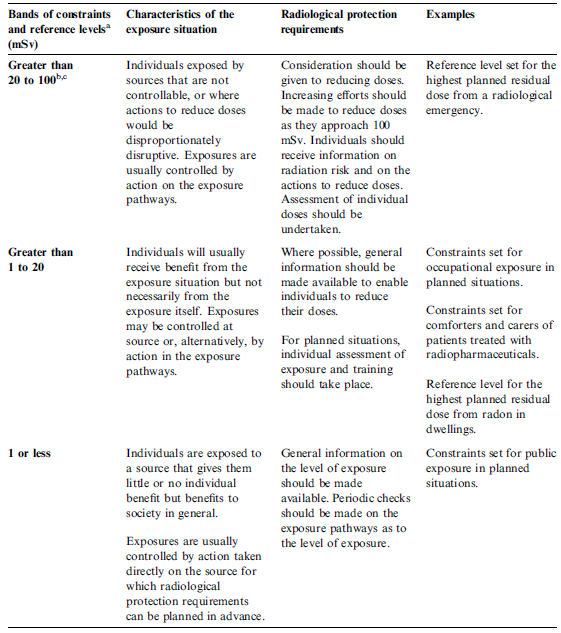 Bands of constraints
and reference levelsa
(mSv)
Characteristics of the
exposure situation
Radiological protection
requirements
Examples
Greater than
20 to 100b,c
Individuals exposed by
sources that are not
controllable, or where
actions to reduce doses
would be
disproportionately
disruptive. Exposures are
usually controlled by
action on the exposure
pathways.
Consideration should be
given to reducing doses.
Increasing efforts should
be made to reduce doses
as they approach 100
mSv. Individuals should
receive information on
radiation risk and on the
actions to reduce doses.
Assessment of individual
doses should be
undertaken.
Reference level set for the
highest planned residual
dose from a radiological
emergency.
Greater than
1 to 20
Individuals will usually
receive benefit from the
exposure situation but not
necessarily from the
exposure itself. Exposures
may be controlled at
source or, alternatively, by
action in the exposure
pathways.
Where possible, general
information should be
made available to enable
individuals to reduce
their doses.
For planned situations,
individual assessment of
exposure and training
should take place.
Constraints set for
occupational exposure in
planned situations.
Constraints set for
comforters and carers of
patients treated with
radiopharmaceuticals.
Reference level for the
highest planned residual
dose from radon in
dwellings.
1 or less
Individuals are exposed to
a source that gives them
little or no individual
benefit but benefits to
society in general.
Exposures are usually
controlled by action taken
directly on the source for
which radiological
protection requirements
can be planned in advance.
General information on
the level of exposure
should be made
available. Periodic checks
should be made on the
exposure pathways as to
the level of exposure.
Constraints set for public
exposure in planned
situations.